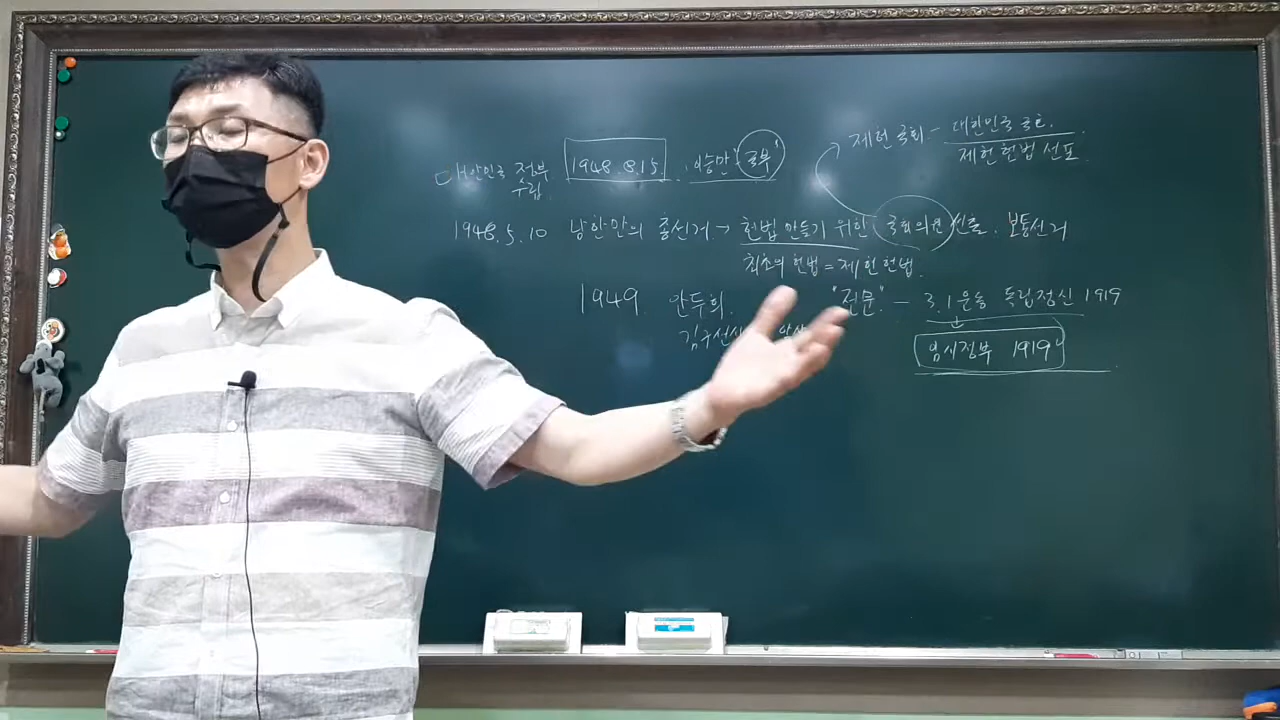 제헌 국회 - 대한민국 국호.
제헌 헌법 선포
대한민국 정부 수립 1948.8.15 이승만 "국부"
1948.5.10 남한만의 총선거 → 헌법 만들기 위한 국회의원 선출. 보통선거
최초의 헌법 = 제헌 헌법.
1949 안두희. "전문" - 3.1운동 독립정신 1919
김구선생
임시정부 1919